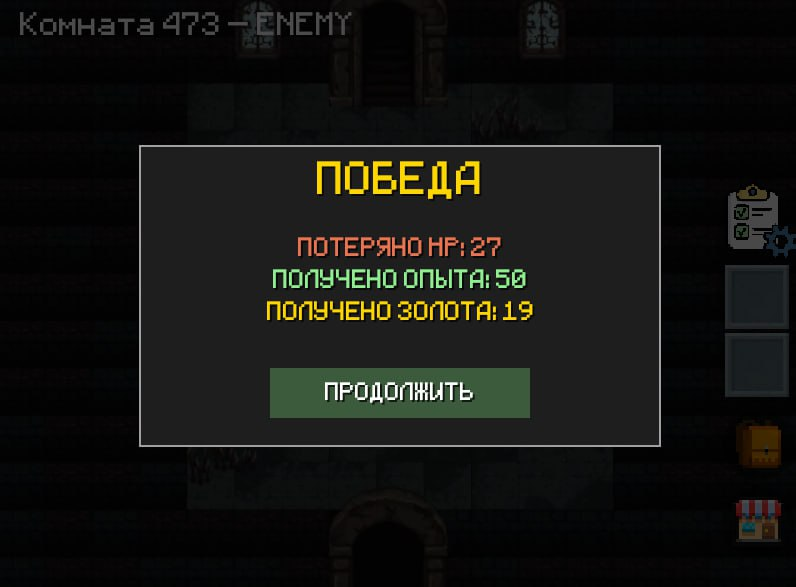 Комната 473 — ENEMY
ПОБЕДА
ПОТЕРЯНО HP: 27
ПОЛУЧЕНО ОПЫТА: 50
ПОЛУЧЕНО ЗОЛОТА: 19
ПРОДОЛЖИТЬ